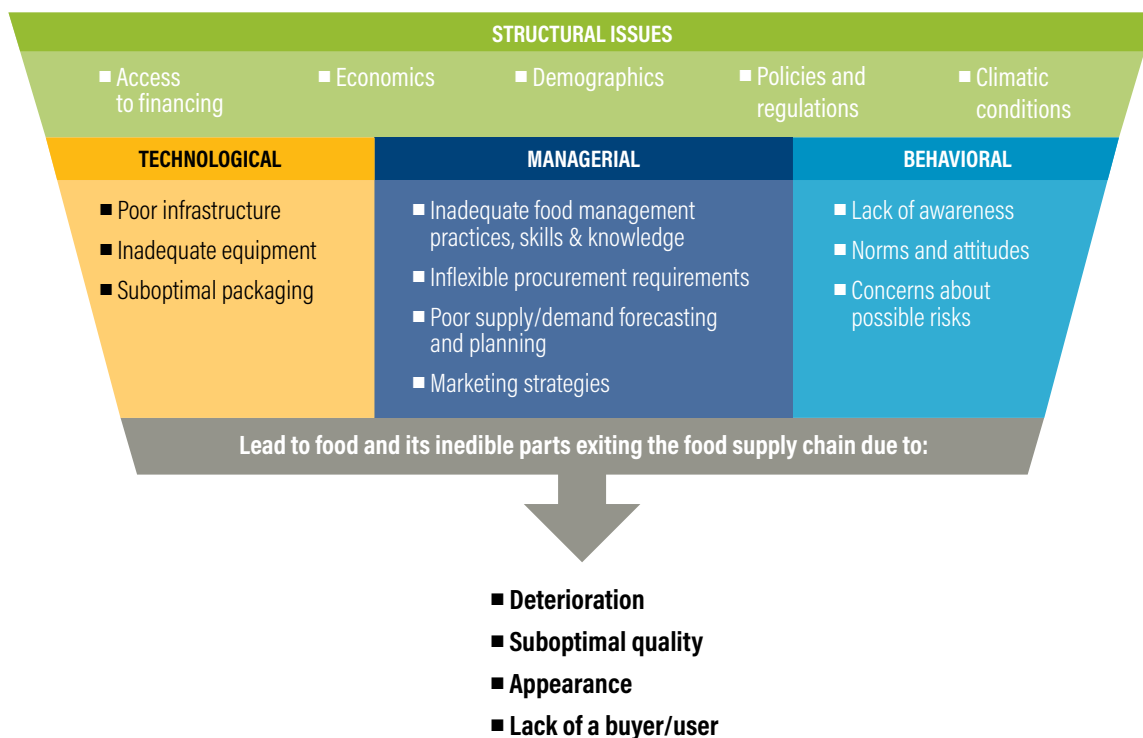 STRUCTURAL ISSUES
■ Access
to financing
■ Economics
■ Demographics
■ Policies and
regulations
■ Climatic
conditions
TECHNOLOGICAL
■ Poor infrastructure
■ Inadequate equipment
■ Suboptimal packaging
MANAGERIAL
■ Inadequate food management
practices, skills & knowledge
■ Inflexible procurement requirements
■ Poor supply/demand forecasting
and planning
■ Marketing strategies
BEHAVIORAL
■ Lack of awareness
■ Norms and attitudes
■ Concerns about
possible risks
Lead to food and its inedible parts exiting the food supply chain due to:
■ Deterioration
■ Suboptimal quality
■ Appearance
■ Lack of a buyer/user